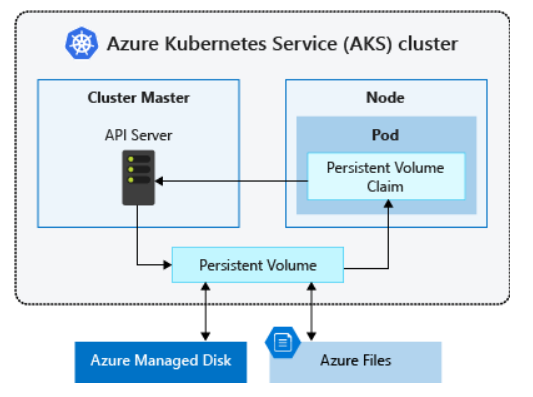 Azure Kubernetes Service (AKS) cluster
Cluster Master
API Server
Node
Pod
Persistent Volume
Claim
Persistent Volume
Azure Managed Disk
Azure Files